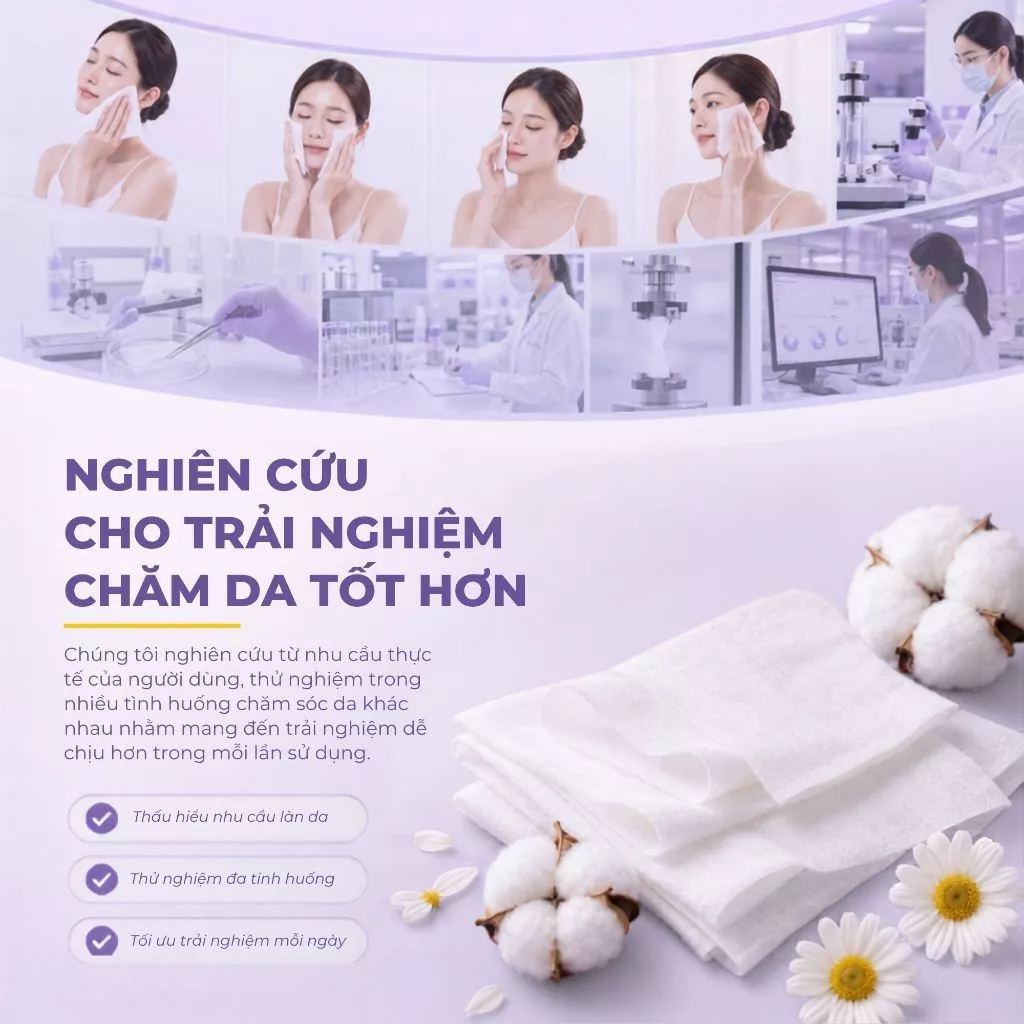 NGHIÊN CỨU
CHO TRẢI NGHIỆM
CHĂM DA TỐT HƠN
Chúng tôi nghiên cứu từ nhu cầu thực
tế của người dùng, thử nghiệm trong
nhiều tình huống chăm sóc da khác
nhau nhằm mang đến trải nghiệm dễ
chịu hơn trong mỗi lần sử dụng.
Thấu hiểu nhu cầu làn da
Thử nghiệm đa tình huống
Tối ưu trải nghiệm mỗi ngày